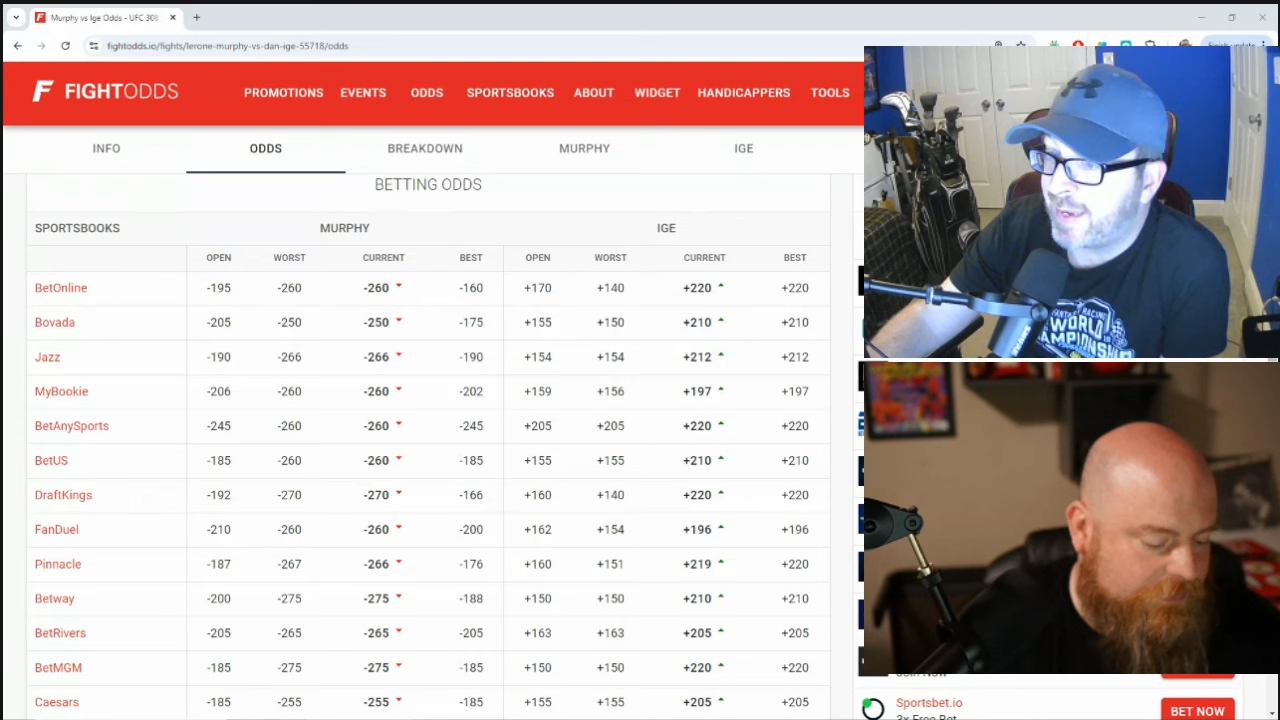 Murphy vs Ige Odds - UFC 308
fightodds.io/fights/lerone-murphy-vs-dan-ige-55718/odds
FIGHTODDS
PROMOTIONS EVENTS ODDS SPORTSBOOKS ABOUT WIDGET HANDICAPPERS TOOLS
INFO ODDS BREAKDOWN MURPHY IGE
BETTING ODDS
SPORTSBOOKS MURPHY IGE
OPEN WORST CURRENT BEST OPEN WORST CURRENT BEST
BetOnline -195 -260 -260 -160 +170 +140 +220 +220
Bovada -205 -250 -250 -175 +155 +150 +210 +210
Jazz -190 -266 -266 -190 +154 +154 +212 +212
MyBookie -206 -260 -260 -202 +159 +156 +197 +197
BetAnySports -245 -260 -260 -245 +205 +205 +220 +220
BetUS -185 -260 -260 -185 +155 +155 +210 +210
DraftKings -192 -270 -270 -166 +160 +140 +220 +220
FanDuel -210 -260 -260 -200 +162 +154 +196 +196
Pinnacle -187 -267 -266 -176 +160 +151 +219 +220
Betway -200 -275 -275 -188 +150 +150 +210 +210
BetRivers -205 -265 -265 -205 +163 +163 +205 +205
BetMGM -185 -275 -275 -185 +150 +150 +220 +220
Caesars -185 -255 -255 -185 +155 +155 +205 +205
WORLD
CHAMPIONSHIP
Join Now
Sportsbet.io
3x Free Bet
BET NOW